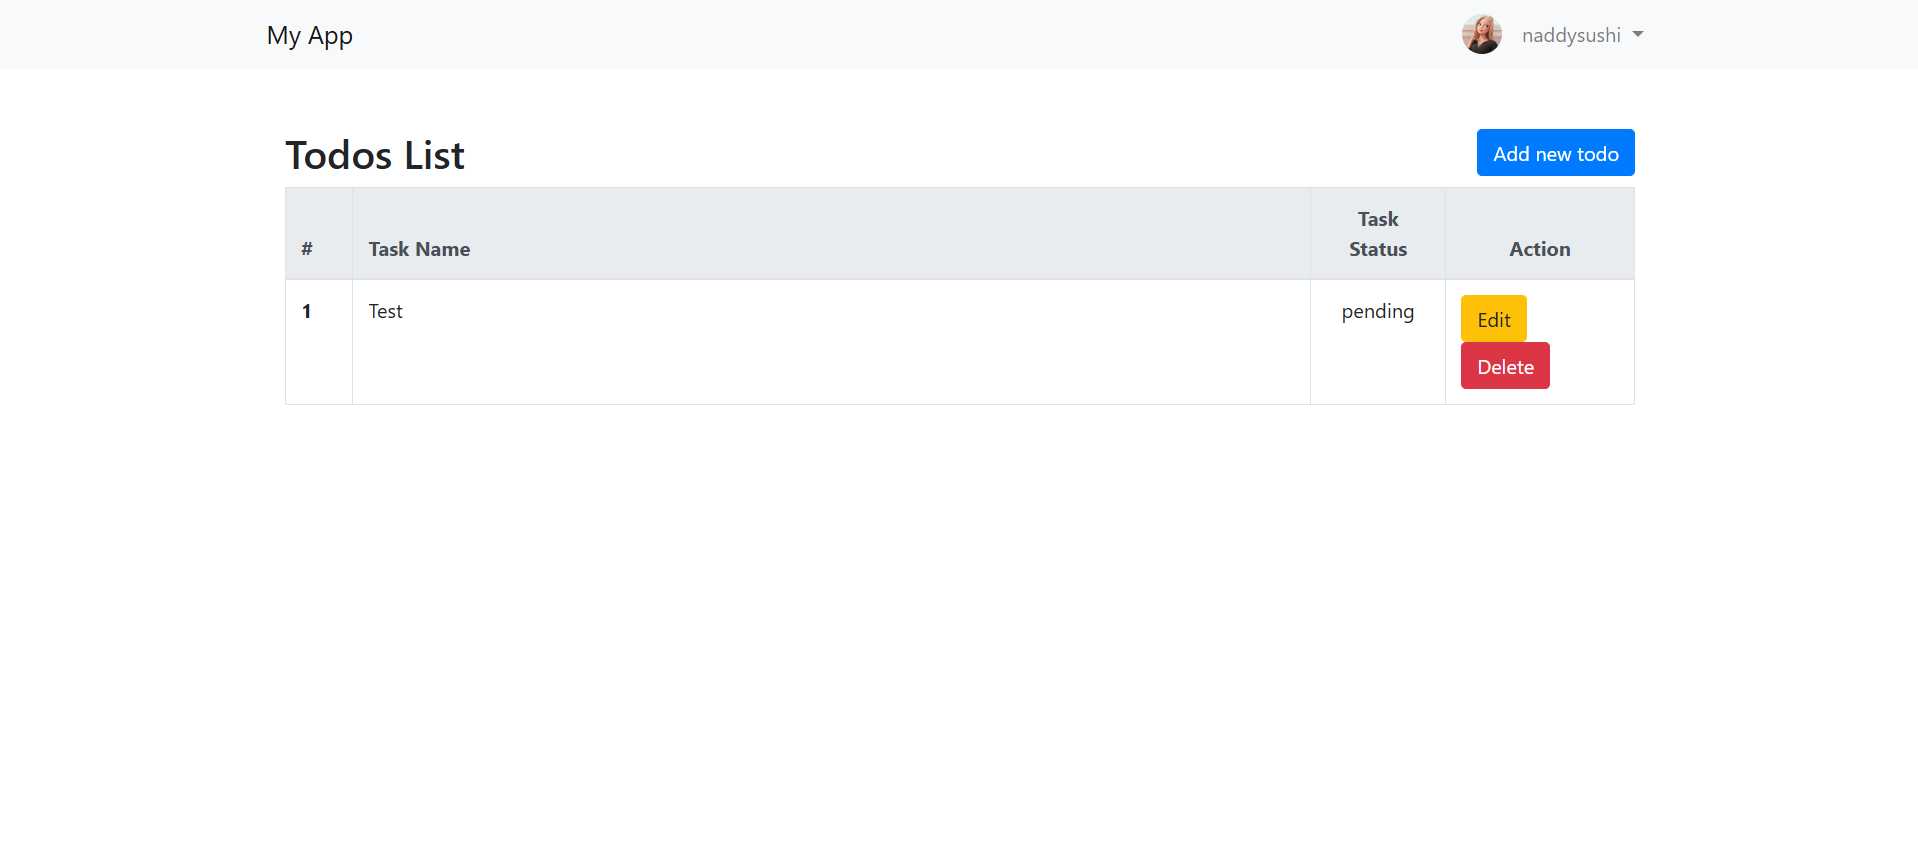 My App
naddysushi
Todos List
Add new todo
# Task Name Task Status Action
1 Test pending Edit
Delete